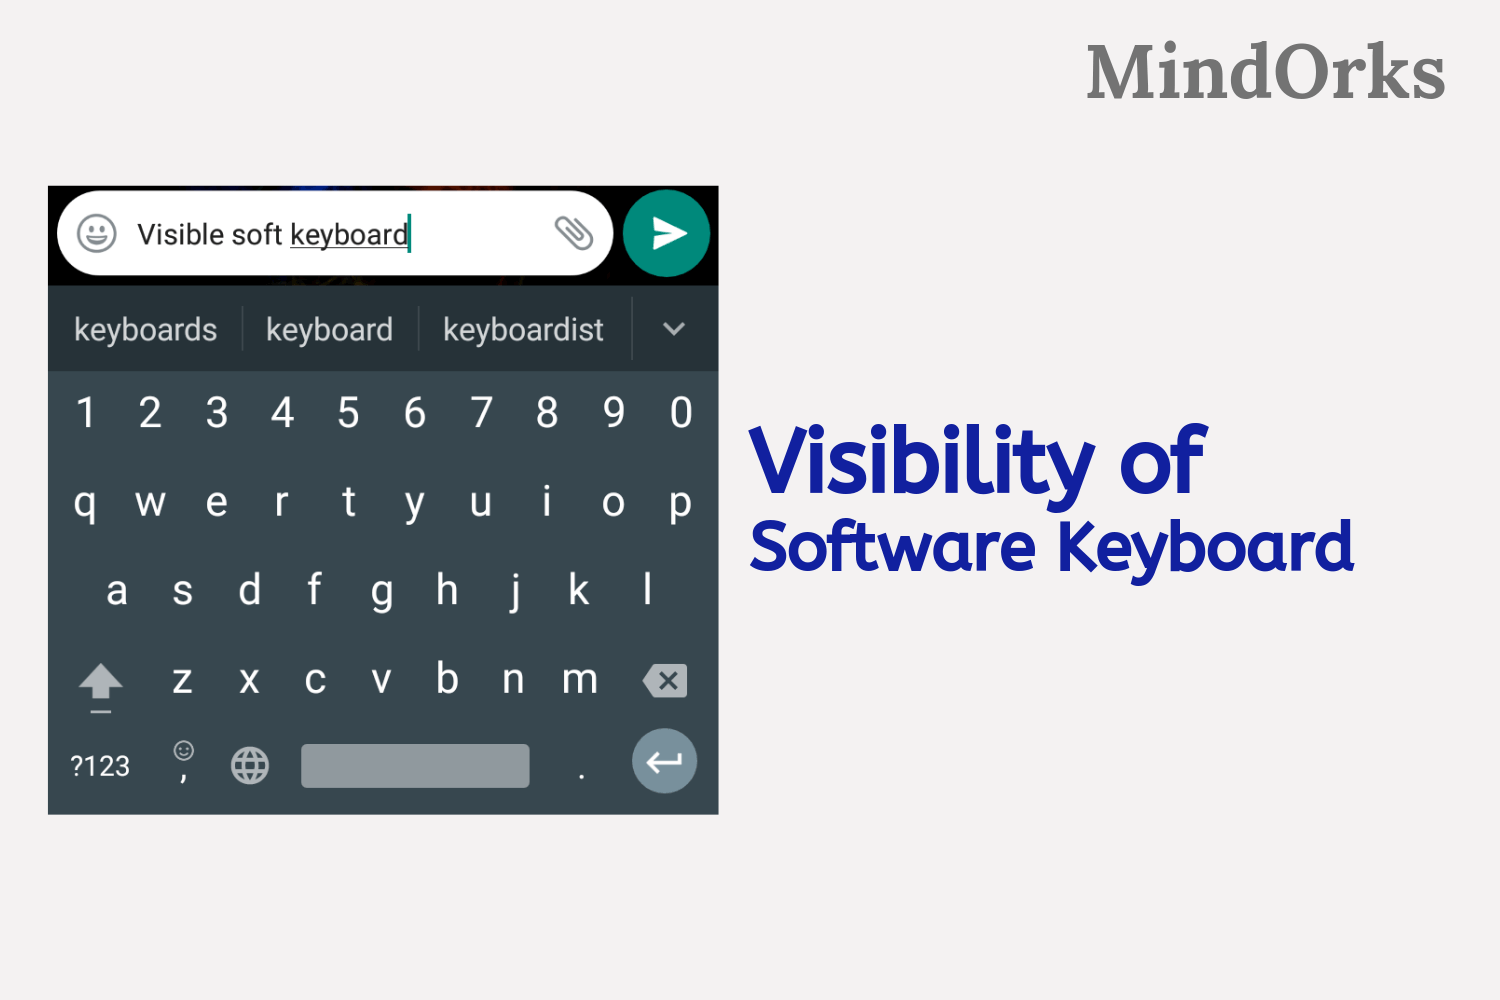 MindOrks
Visible soft keyboard
keyboards keyboard keyboardist
1 2 3 4 5 6 7 8 9 0
q w e r t y u i o p
a s d f g h j k l
z x c v b n m
?123 , .
Visibility of
Software Keyboard